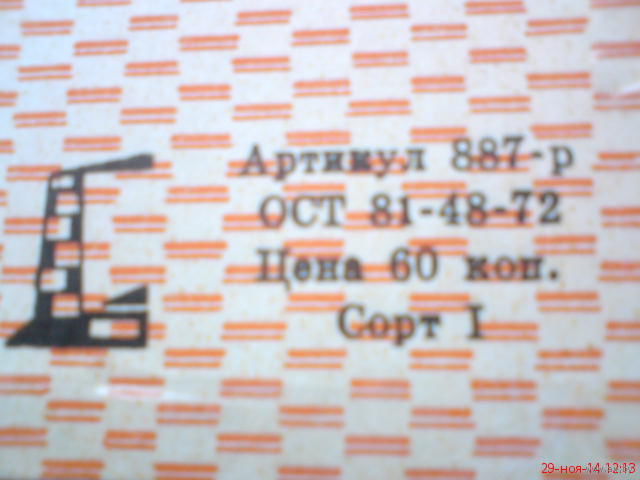 Артикул 887-р
ОСТ 81-48-72
Цена 60 коп.
Сорт I
29-ноя-14 12:13